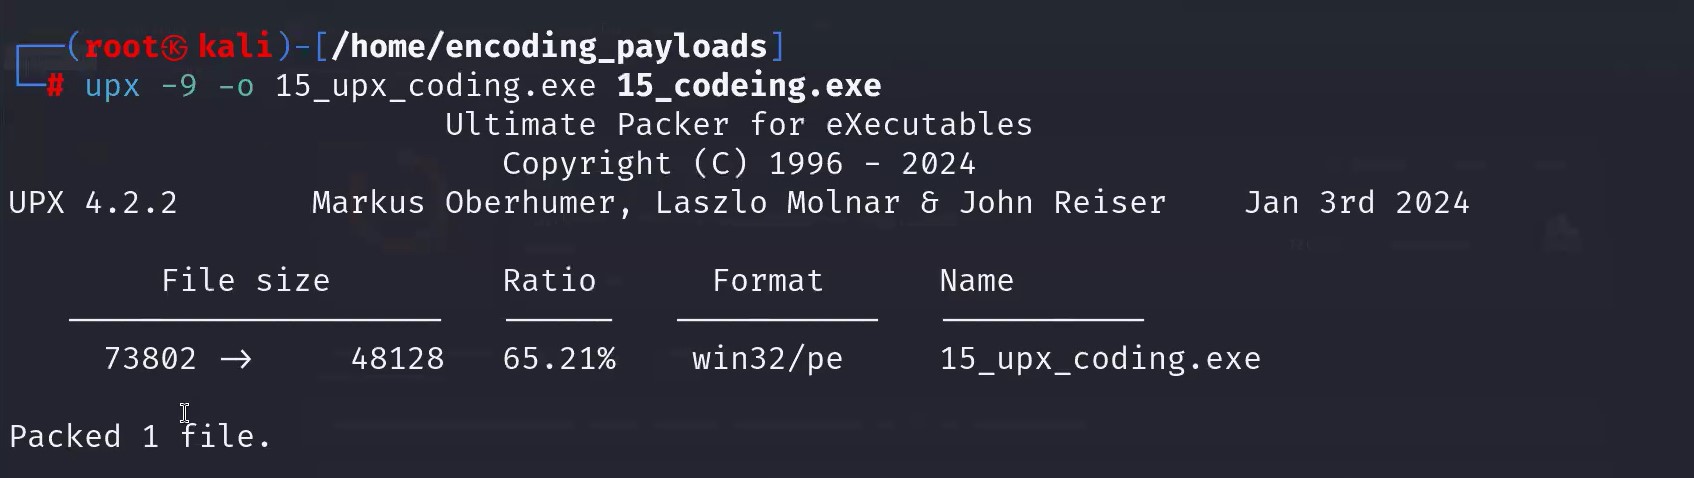 ┌──(root㉿kali)-[/home/encoding_payloads]
└─# upx -9 -o 15_upx_coding.exe 15_codeing.exe
Ultimate Packer for eXecutables
Copyright (C) 1996 - 2024
UPX 4.2.2 Markus Oberhumer, Laszlo Molnar & John Reiser Jan 3rd 2024
File size Ratio Format Name
73802 -> 48128 65.21% win32/pe 15_upx_coding.exe
Packed 1 file.